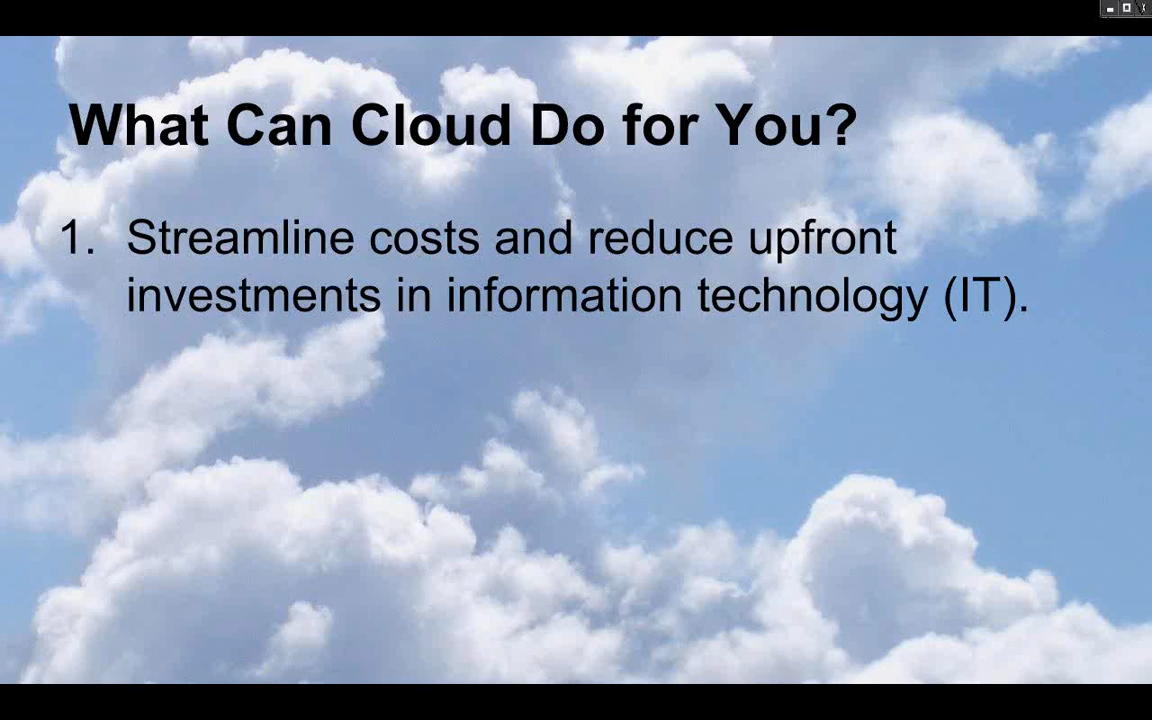 What Can Cloud Do for You?
1. Streamline costs and reduce upfront
investments in information technology (IT).